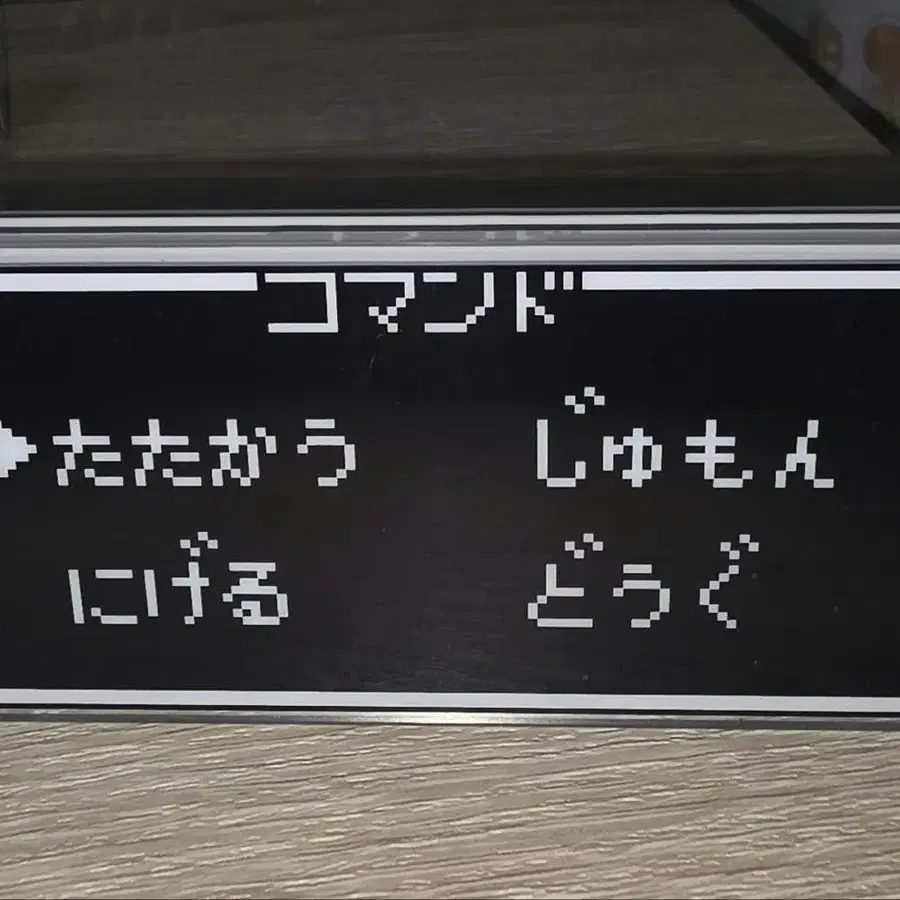 コマンド
たたかう じゅもん
にげる どうぐ